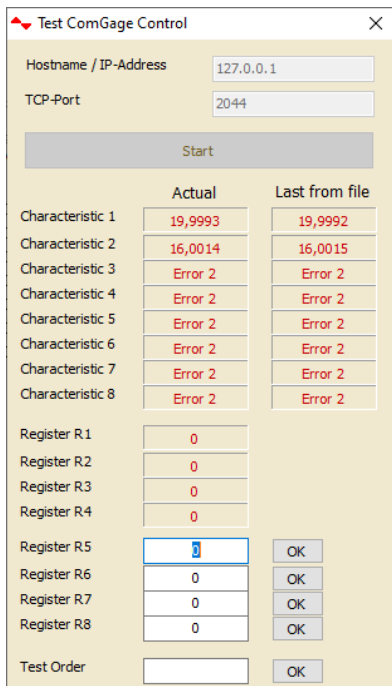 Test ComGage Control
Hostname / IP-Address 127.0.0.1
TCP-Port 2044
Start
Actual Last from file
Characteristic 1 19,9993 19,9992
Characteristic 2 16,0014 16,0015
Characteristic 3 Error 2 Error 2
Characteristic 4 Error 2 Error 2
Characteristic 5 Error 2 Error 2
Characteristic 6 Error 2 Error 2
Characteristic 7 Error 2 Error 2
Characteristic 8 Error 2 Error 2
Register R1 0
Register R2 0
Register R3 0
Register R4 0
Register R5 0 OK
Register R6 0 OK
Register R7 0 OK
Register R8 0 OK
Test Order OK